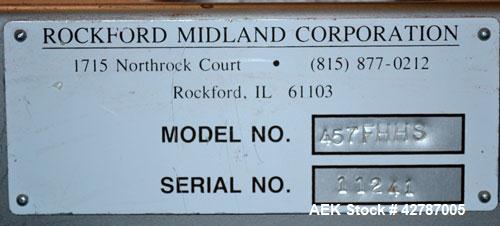 ROCKFORD MIDLAND CORPORATION
1715 Northrock Court • (815) 877-0212
Rockford, IL 61103
MODEL NO. 457FHHS
SERIAL NO. 11241
AEK Stock # 42787005